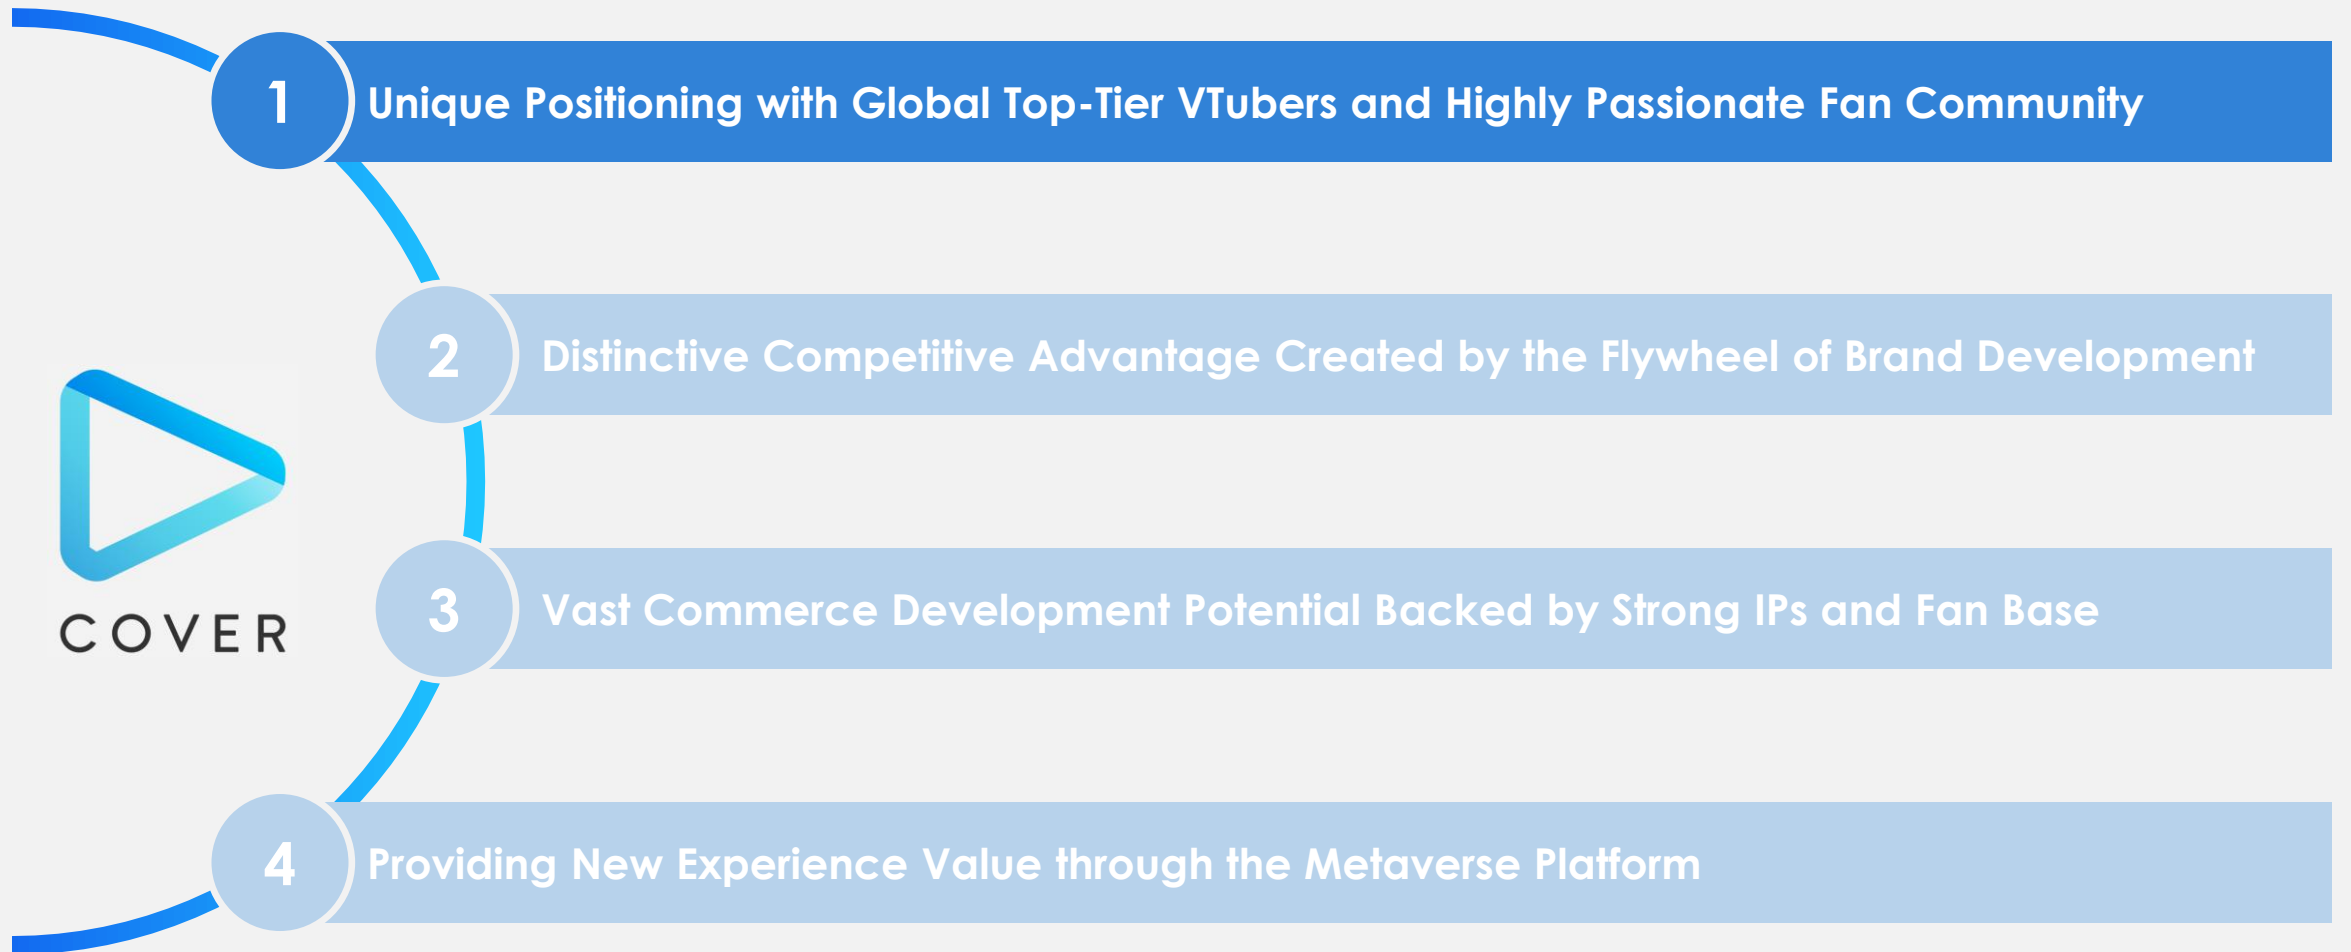 1
Unique Positioning with Global Top-Tier VTubers and Highly Passionate Fan Community
2
Distinctive Competitive Advantage Created by the Flywheel of Brand Development
COVER
3
Vast Commerce Development Potential Backed by Strong IPs and Fan Base
4
Providing New Experience Value through the Metaverse Platform